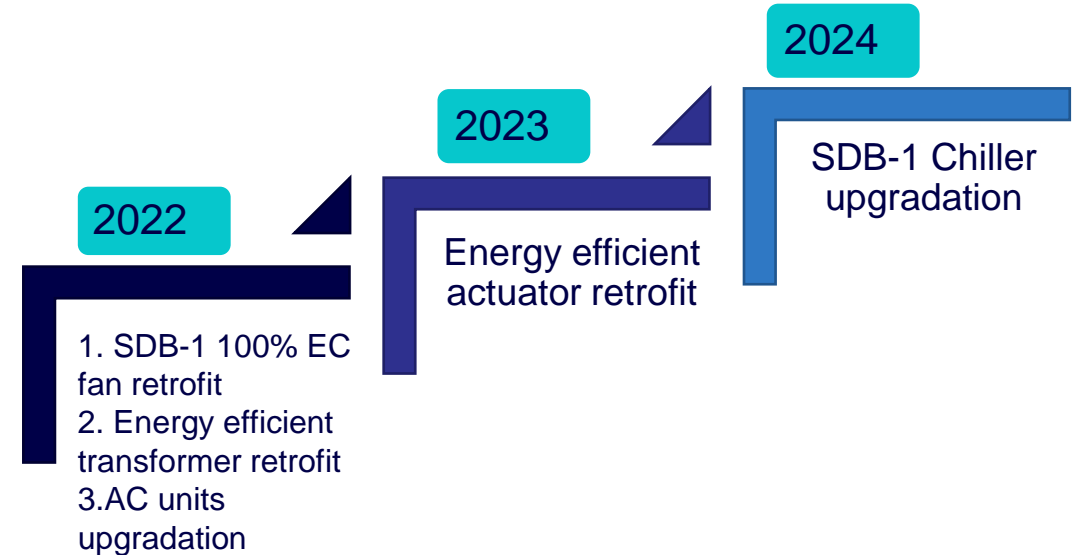 2022
1. SDB-1 100% EC
fan retrofit
2. Energy efficient
transformer retrofit
3.AC units
upgradation
2023
Energy efficient
actuator retrofit
2024
SDB-1 Chiller
upgradation